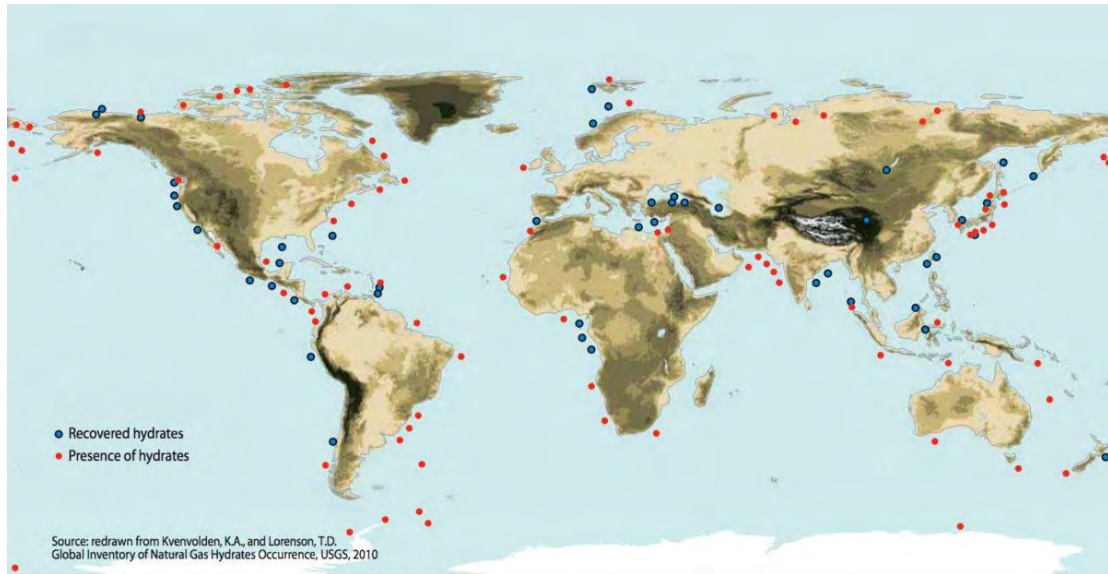 Recovered hydrates
Presence of hydrates
Source: redrawn from Kvenvolden, K.A., and Lorenson, T.D.
Global Inventory of Natural Gas Hydrates Occurrence, USGS, 2010